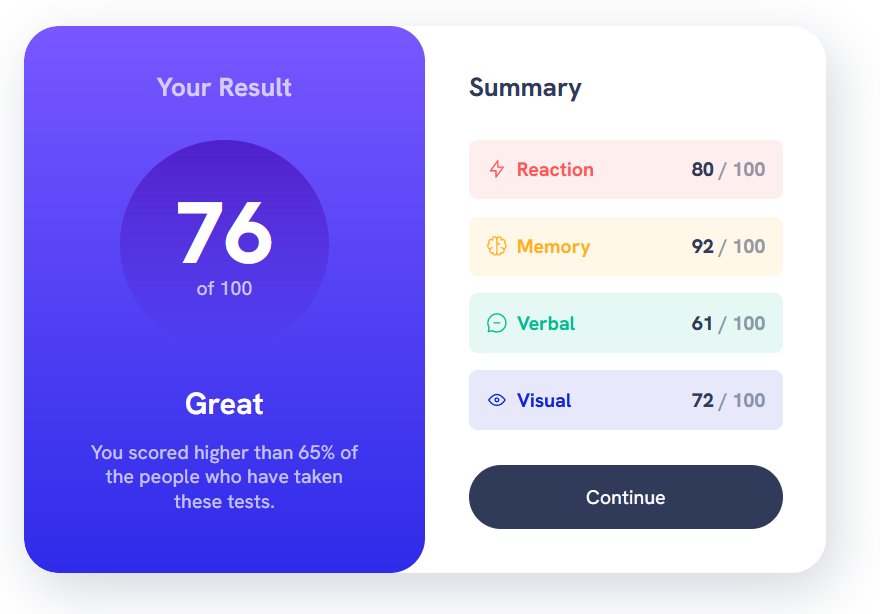 Your Result
76
of 100
Great
You scored higher than 65% of
the people who have taken
these tests.
Summary
Reaction 80 / 100
Memory 92 / 100
Verbal 61 / 100
Visual 72 / 100
Continue